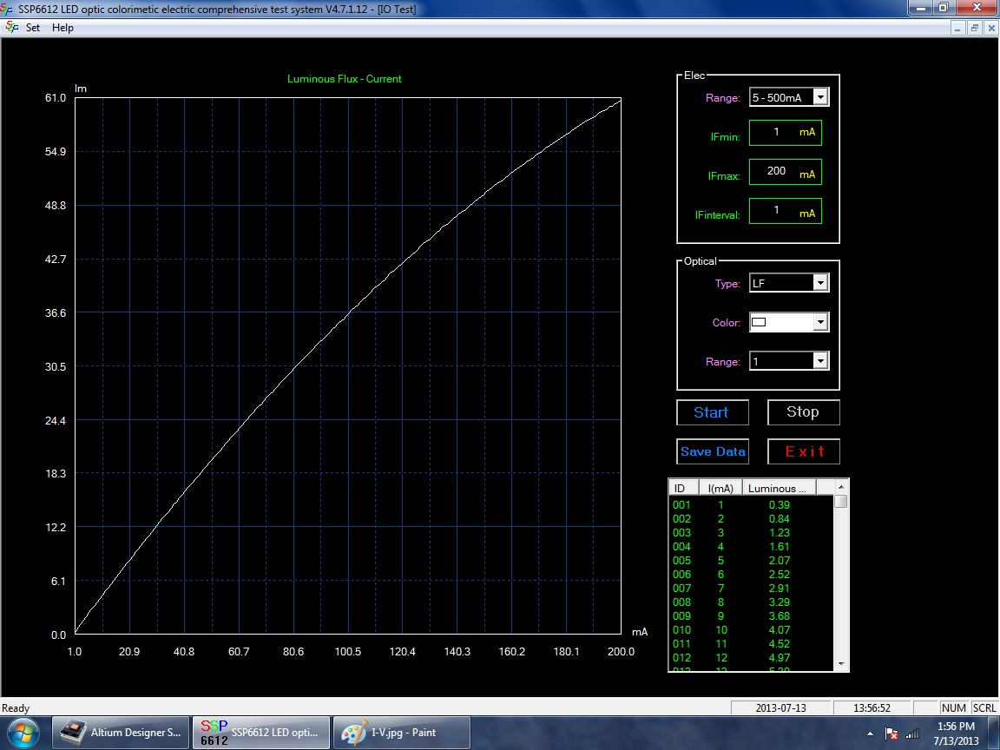 SSP6612 LED optic colorimetic electric comprehensive test system V4.7.1.12 - [IO Test]
Set Help
Luminous Flux - Current
lm
61.0
54.9
48.8
42.7
36.6
30.5
24.4
18.3
12.2
6.1
0.0
1.0 20.9 40.8 60.7 80.6 100.5 120.4 140.3 160.2 180.1 200.0
mA
Elec
Range: 5 - 500mA
IFmin: 1 mA
IFmax: 200 mA
IFinterval: 1 mA
Optical
Type: LF
Color:
Range: 1
Start Stop
Save Data Exit
ID I(mA) Luminous ...
001 1 0.39
002 2 0.84
003 3 1.23
004 4 1.61
005 5 2.07
006 6 2.52
007 7 2.91
008 8 3.29
009 9 3.68
010 10 4.07
011 11 4.52
012 12 4.97
Ready 2013-07-13 13:56:52 NUM SCRL
Altium Designer S... SSP 6612 SSP6612 LED opti... I-V.jpg - Paint
1:56 PM
7/13/2013